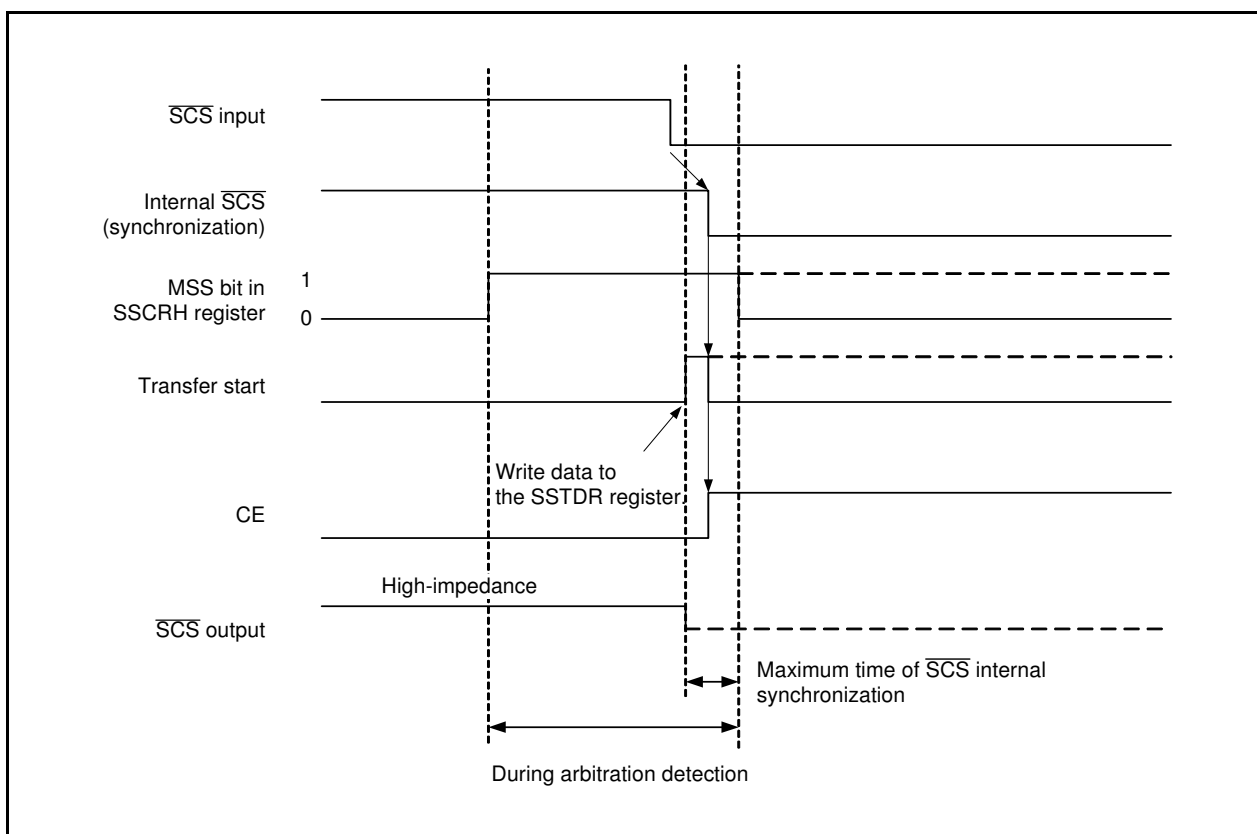 SCS input
Internal SCS
(synchronization)
MSS bit in
SSCRH register
1
0
Transfer start
Write data to
the SSTDR register.
CE
High-impedance
SCS output
Maximum time of SCS internal
synchronization
During arbitration detection